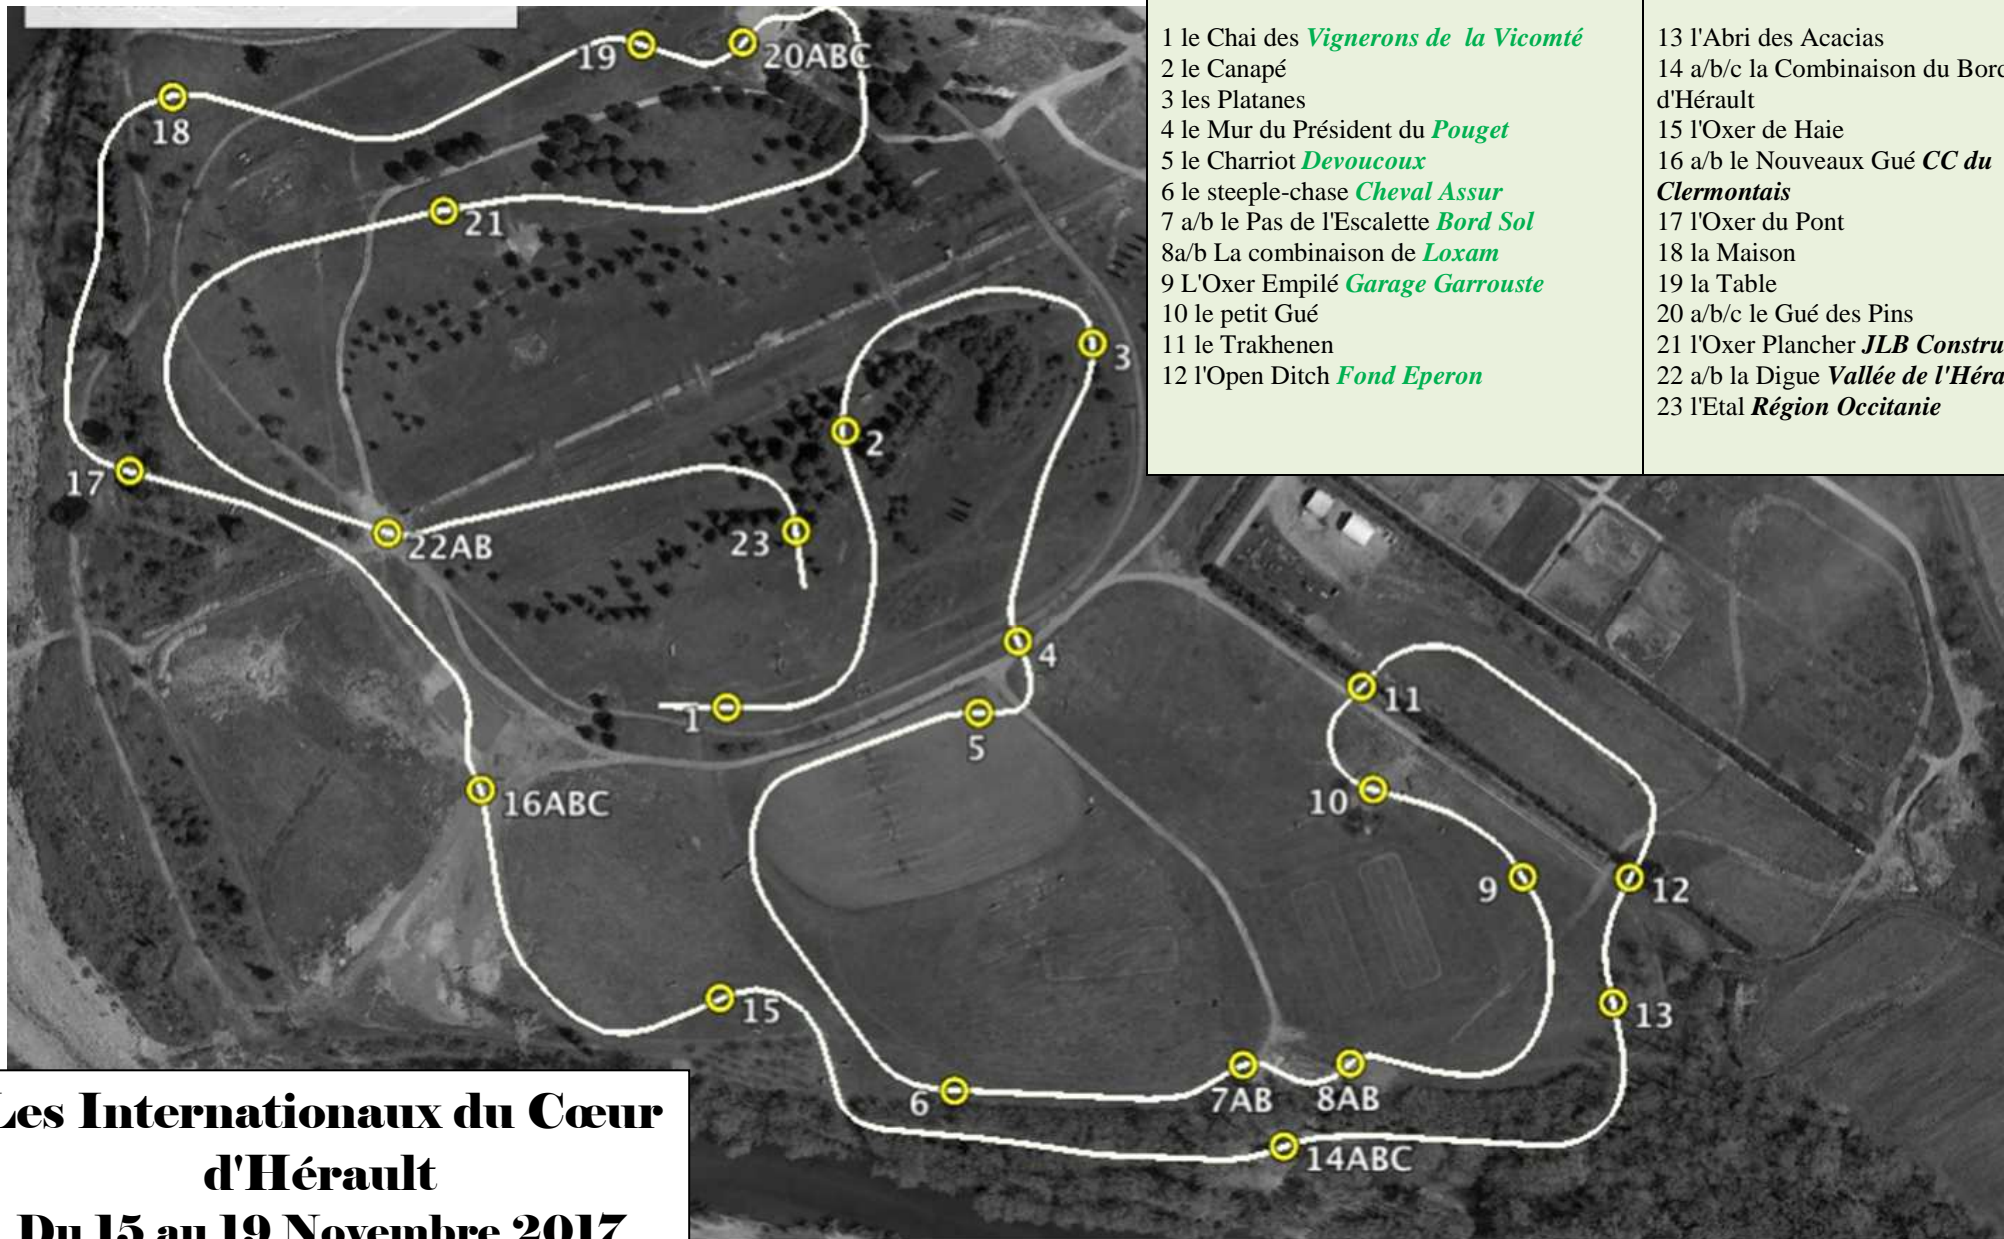 1 le Chai des Vignerons de la Vicomté
2 le Canapé
3 les Platanes
4 le Mur du Président du Pouget
5 le Charriot Devoucoux
6 le steeple-chase Cheval Assur
7 a/b le Pas de l'Escalette Bord Sol
8a/b La combinaison de Loxam
9 L'Oxer Empilé Garage Garrouste
10 le petit Gué
11 le Trakhenen
12 l'Open Ditch Fond Eperon
13 l'Abri des Acacias
14 a/b/c la Combinaison du
d'Hérault
15 l'Oxer de Haie
16 a/b le Nouveaux Gué CC du
Clermontais
17 l'Oxer du Pont
18 la Maison
19 la Table
20 a/b/c le Gué des Pins
21 l'Oxer Plancher JLB
22 a/b la Digue Vallée de
23 l'Etal Région Occitanie
19
20ABC
18
21
3
2
17
22AB
23
4
1
5
11
16ABC
10
9
12
15
13
6
7AB
8AB
14ABC
Les Internationaux du Cœur
d'Hérault
Du 15 au 19 Novembre 2017